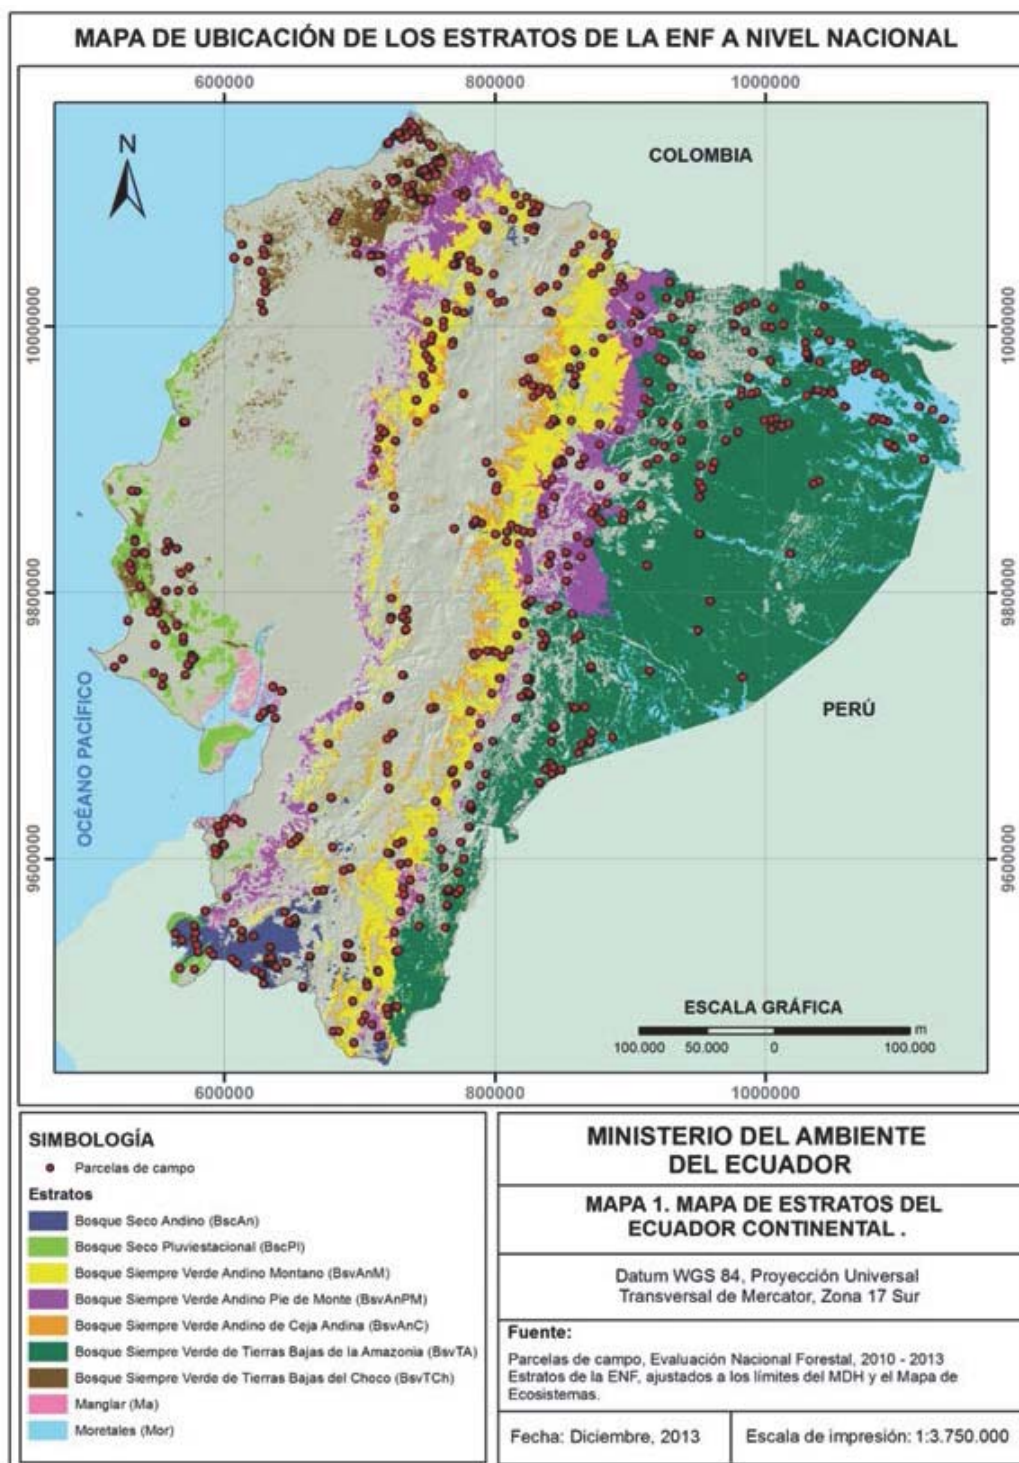 MAPA DE UBICACIÓN DE LOS ESTRATOS DE LA ENF A NIVEL NACIONAL
600000 800000 1000000
N
COLOMBIA
4
10000000 10000000
9800000 9800000
OCÉANO PACÍFICO
PERÚ
9600000 9600000
ESCALA GRÁFICA
m
100.000 50.000 0 100.000
600000 800000 1000000
SIMBOLOGÍA
Parcelas de campo
Estratos
Bosque Seco Andino (BscAn)
Bosque Seco Pluviestacional (BscPl)
Bosque Siempre Verde Andino Montano (BsvAnM)
Bosque Siempre Verde Andino Pie de Monte (BsvAnPM)
Bosque Siempre Verde Andino de Ceja Andina (BsvAnC)
Bosque Siempre Verde de Tierras Bajas de la Amazonia (BsvTA)
Bosque Siempre Verde de Tierras Bajas del Choco (BsvTCh)
Manglar (Ma)
Moretales (Mor)
MINISTERIO DEL AMBIENTE
DEL ECUADOR
MAPA 1. MAPA DE ESTRATOS DEL
ECUADOR CONTINENTAL .
Datum WGS 84, Proyección Universal
Transversal de Mercator, Zona 17 Sur
Fuente:
Parcelas de campo, Evaluación Nacional Forestal, 2010 - 2013
Estratos de la ENF, ajustados a los límites del MDH y el Mapa de
Ecosistemas.
Fecha: Diciembre, 2013
Escala de impresión: 1:3.750.000